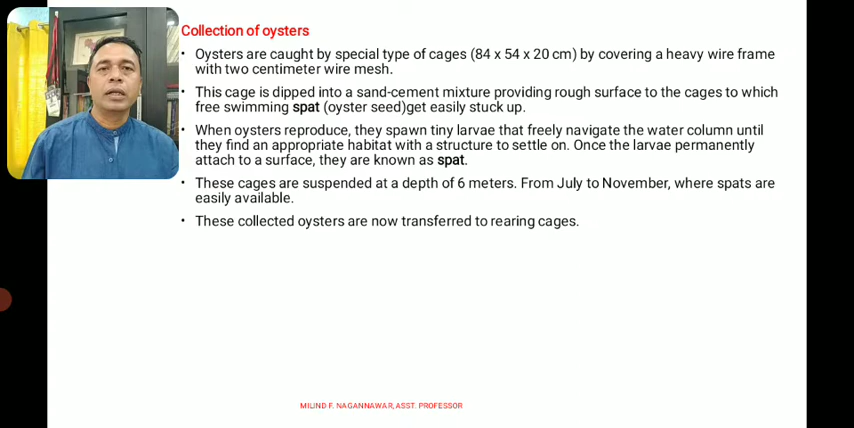 Collection of oysters
• Oysters are caught by special type of cages (84 x 54 x 20 cm) by covering a heavy wire frame
with two centimeter wire mesh.
• This cage is dipped into a sand-cement mixture providing rough surface to the cages to which
free swimming spat (oyster seed)get easily stuck up.
• When oysters reproduce, they spawn tiny larvae that freely navigate the water column until
they find an appropriate habitat with a structure to settle on. Once the larvae permanently
attach to a surface, they are known as spat.
• These cages are suspended at a depth of 6 meters. From July to November, where spats are
easily available.
• These collected oysters are now transferred to rearing cages.
MILIND F. NAGANNAWAR, ASST. PROFESSOR